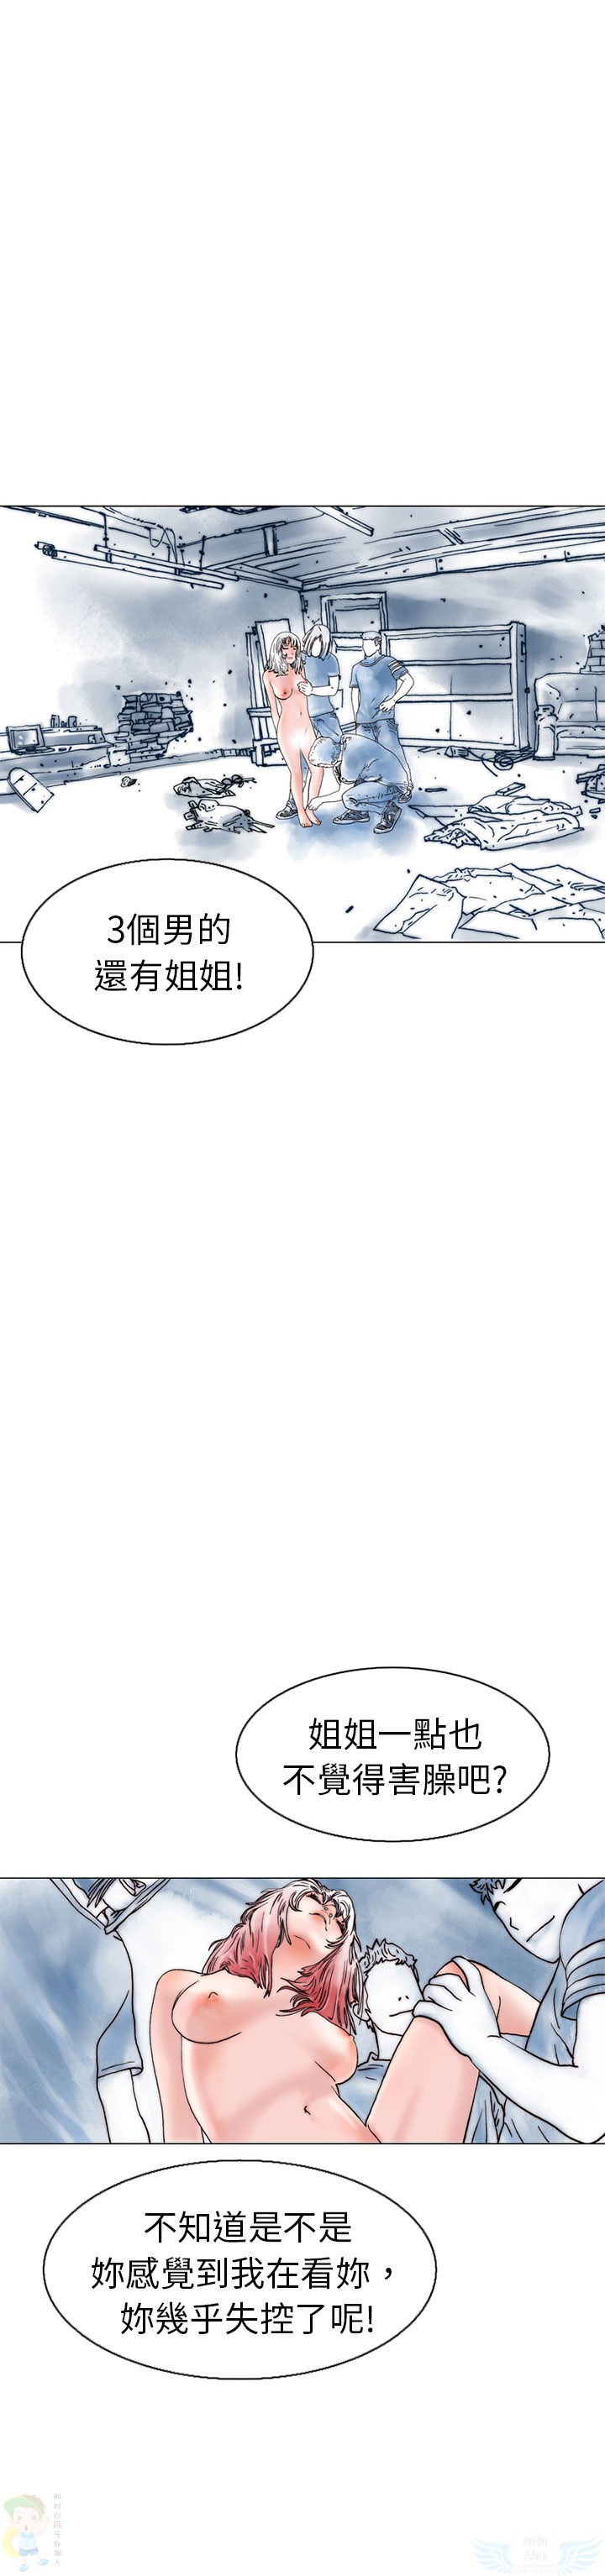 3個男的
還有姐姐!
姐姐一點也
不覺得害臊吧?
不知道是不是
妳感覺到我在看妳，
妳幾乎失控了呢!